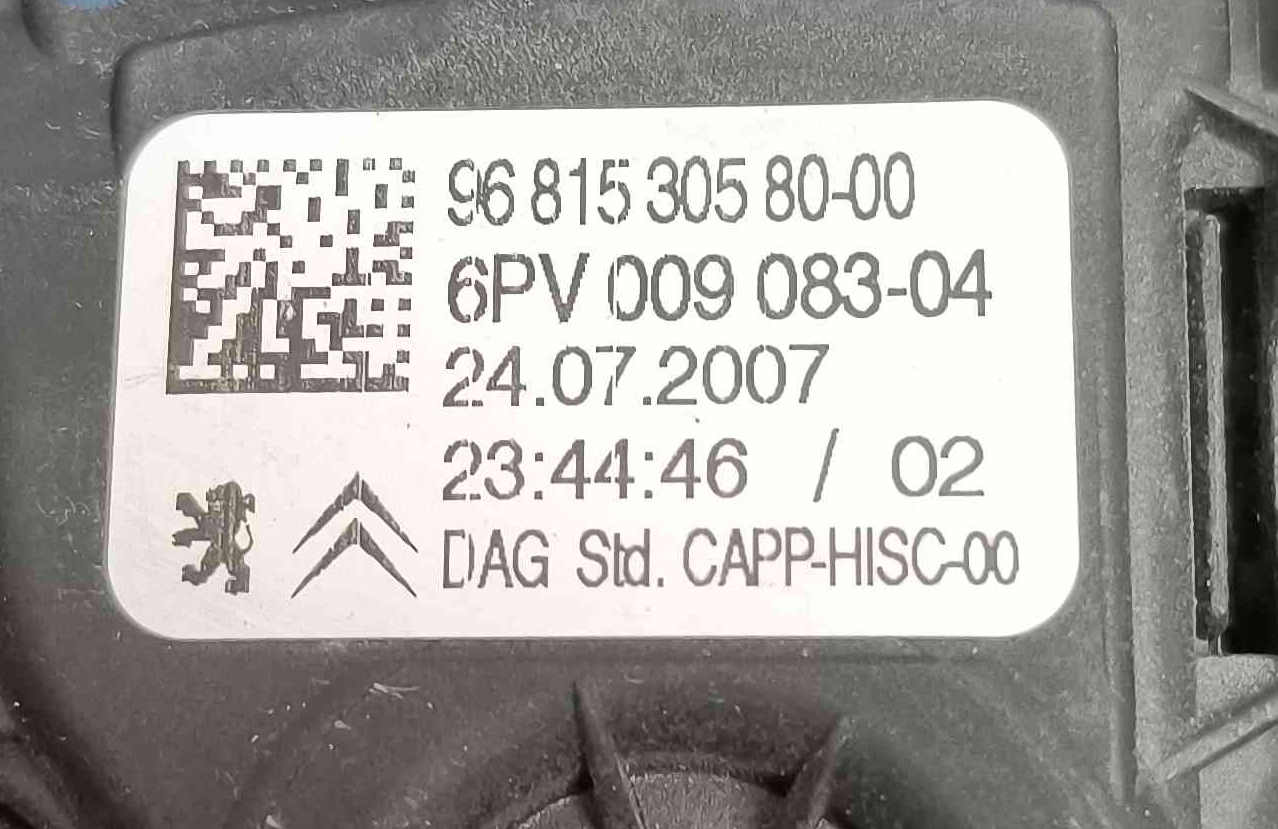 96 815 305 80-00
6PV 009 083-04
24.07.2007
23:44:46 / 02
DAG Std. CAPP-HISC-00